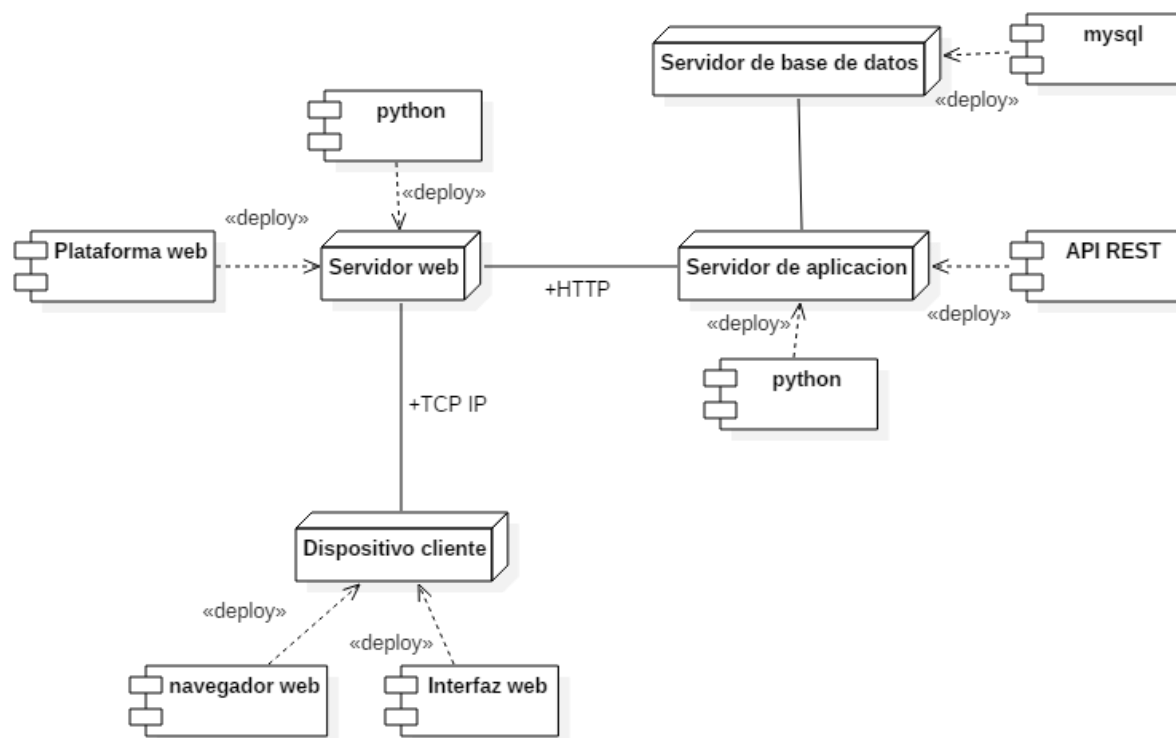 mysql
Servidor de base de datos
«deploy»
python
«deploy»
«deploy»
Plataforma web
Servidor web
+HTTP
Servidor de aplicacion
API REST
«deploy»
«deploy»
python
+TCP IP
Dispositivo cliente
«deploy»
«deploy»
navegador web
Interfaz web